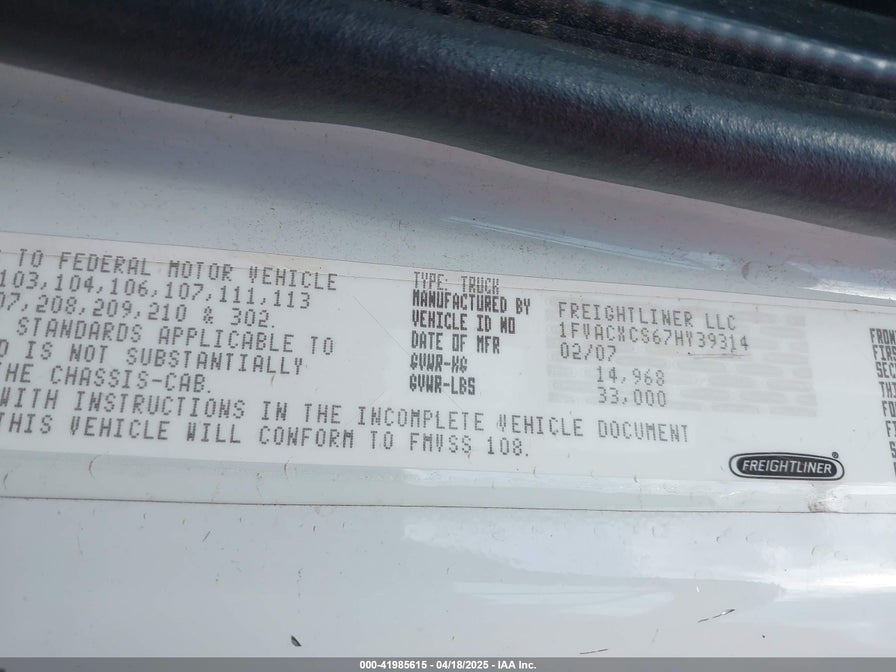 TO FEDERAL MOTOR VEHICLE
103,104,106,107,111,113
07,208,209,210 & 302.
STANDARDS APPLICABLE TO
IS NOT SUBSTANTIALLY
THE CHASSIS-CAB.
WITH INSTRUCTIONS IN THE INCOMPLETE VEHICLE DOCUMENT
THIS VEHICLE WILL CONFORM TO FMVSS 108.
TYPE: TRUCK
MANUFACTURED BY FREIGHTLINER LLC
VEHICLE ID NO 1FVACXCS67HY39314
DATE OF MFR 02/07
GVWR-KG 14,968
GVWR-LBS 33,000
FREIGHTLINER
FRON
FIRS
SEC
000-41985615 - 04/18/2025 - IAA Inc.